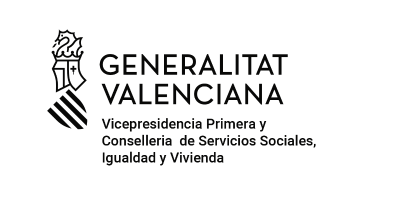 GENERALITAT
VALENCIANA
Vicepresidencia Primera y
Conselleria de Servicios Sociales,
Igualdad y Vivienda